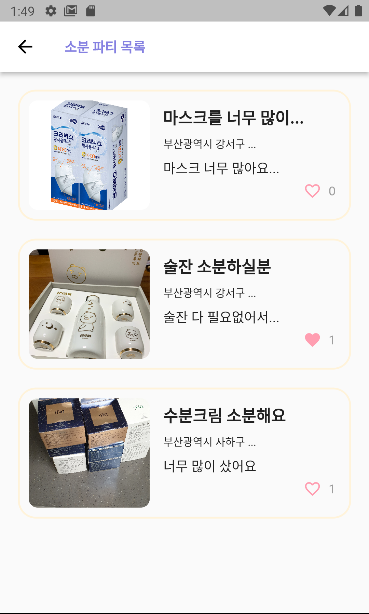 1:49
소분 파티 목록
마스크를 너무 많이...
부산광역시 강서구 ...
마스크 너무 많아요...
0
술잔 소분하실분
부산광역시 강서구 ...
술잔 다 필요없어서...
1
수분크림 소분해요
부산광역시 사하구 ...
너무 많이 샀어요
1